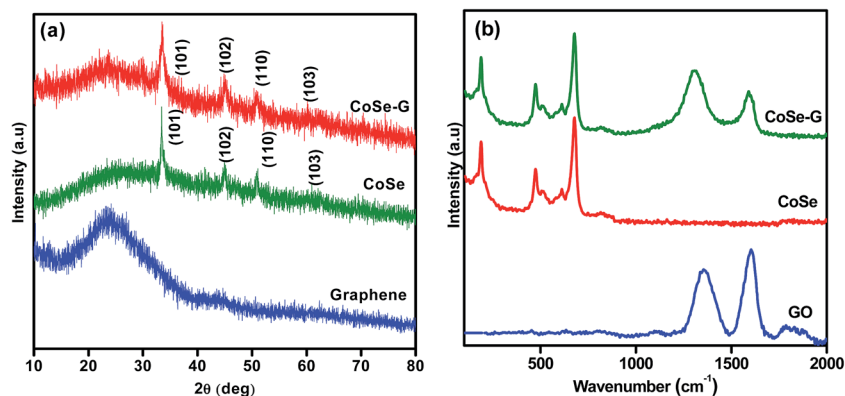 (a)
(101)
(102)
(110)
(103)
CoSe-G
(101)
(102)
(110)
(103)
CoSe
Graphene
Intensity (a.u)
10 20 30 40 50 60 70 80
2θ (deg)
(b)
CoSe-G
CoSe
GO
Intensity (a.u)
500 1000 1500 2000
Wavenumber (cm⁻¹)